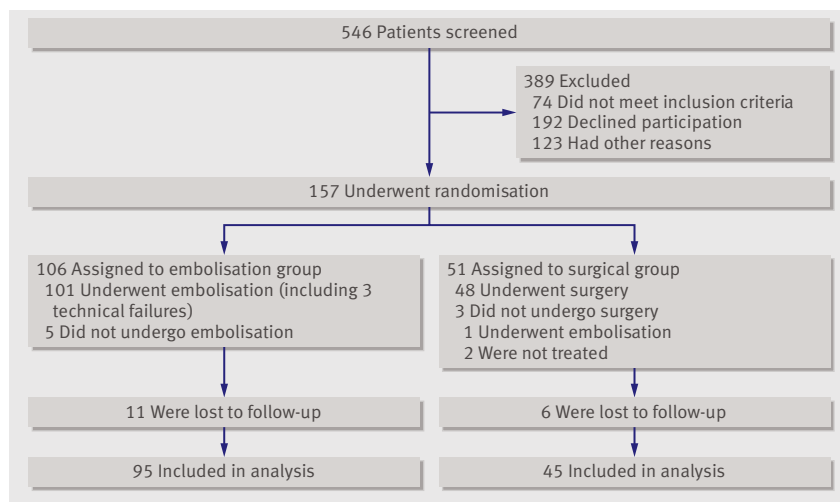 546 Patients screened
389 Excluded
74 Did not meet inclusion criteria
192 Declined participation
123 Had other reasons
157 Underwent randomisation
106 Assigned to embolisation group
101 Underwent embolisation (including 3
technical failures)
5 Did not undergo embolisation
51 Assigned to surgical group
48 Underwent surgery
3 Did not undergo surgery
1 Underwent embolisation
2 Were not treated
11 Were lost to follow-up
6 Were lost to follow-up
95 Included in analysis
45 Included in analysis